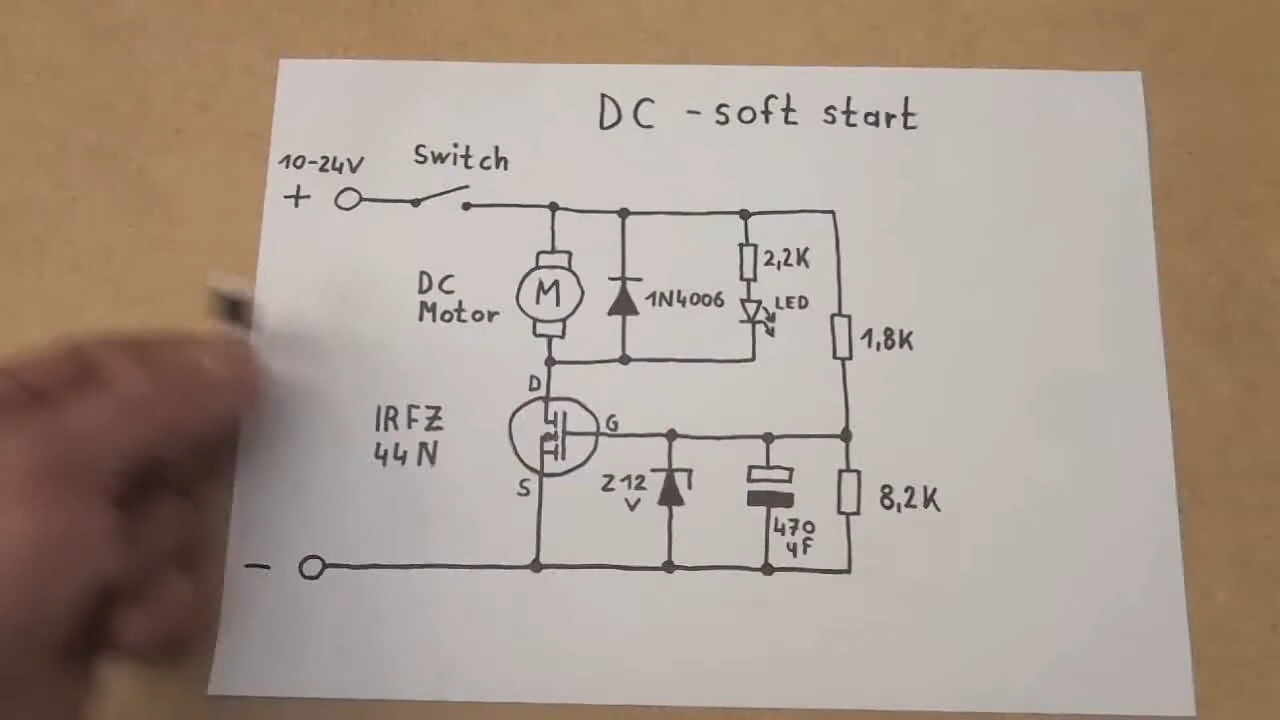 DC - soft start
10-24V
Switch
+
DC
Motor
M
1N4006
2,2K
LED
1,8K
D
IRFZ
44N
G
S
Z12
V
470
µF
8,2K
-